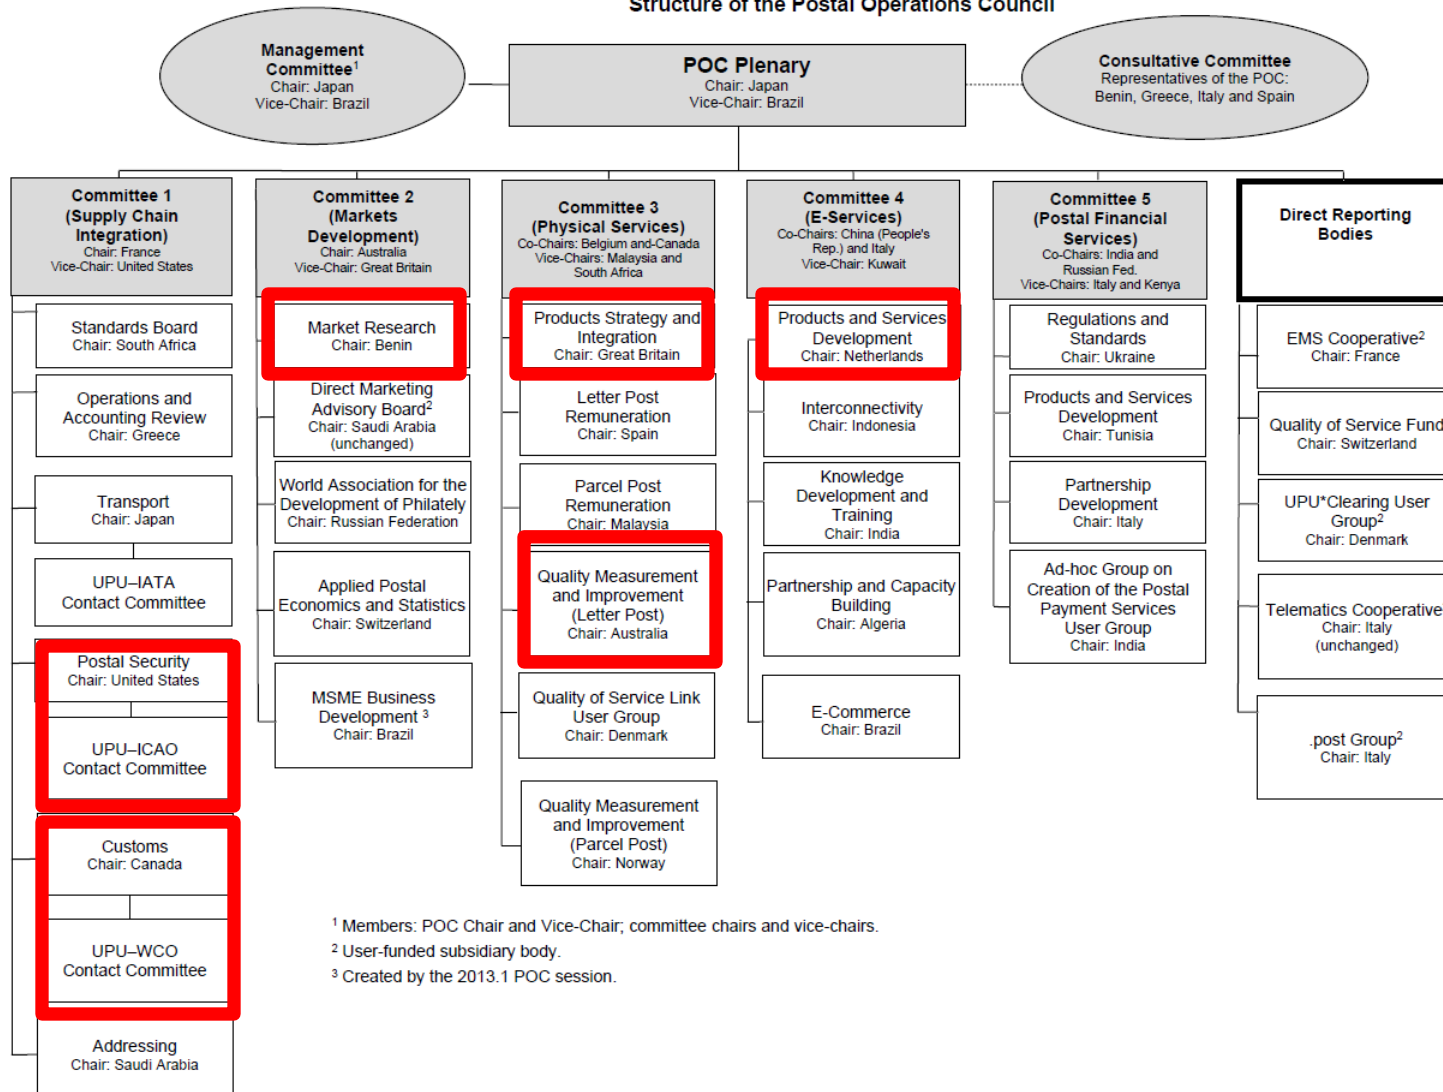 Structure of the Postal Operations Council
Management
Committee¹
Chair: Japan
Vice-Chair: Brazil
POC Plenary
Chair: Japan
Vice-Chair: Brazil
Consultative Committee
Representatives of the POC:
Benin, Greece, Italy and Spain
Committee 1
(Supply Chain
Integration)
Chair: France
Vice-Chair: United States
Standards Board
Chair: South Africa
Operations and
Accounting Review
Chair: Greece
Transport
Chair: Japan
UPU–IATA
Contact Committee
Postal Security
Chair: United States
UPU–ICAO
Contact Committee
Customs
Chair: Canada
UPU–WCO
Contact Committee
Addressing
Chair: Saudi Arabia
Committee 2
(Markets
Development)
Chair: Australia
Vice-Chair: Great Britain
Market Research
Chair: Benin
Direct Marketing
Advisory Board²
Chair: Saudi Arabia
(unchanged)
World Association for the
Development of Philately
Chair: Russian Federation
Applied Postal
Economics and Statistics
Chair: Switzerland
MSME Business
Development ³
Chair: Brazil
Committee 3
(Physical Services)
Co-Chairs: Belgium and-Canada
Vice-Chairs: Malaysia and
South Africa
Products Strategy and
Integration
Chair: Great Britain
Letter Post
Remuneration
Chair: Spain
Parcel Post
Remuneration
Chair: Malaysia
Quality Measurement
and Improvement
(Letter Post)
Chair: Australia
Quality of Service Link
User Group
Chair: Denmark
Quality Measurement
and Improvement
(Parcel Post)
Chair: Norway
Committee 4
(E-Services)
Co-Chairs: China (People's
Rep.) and Italy
Vice-Chair: Kuwait
Products and Services
Development
Chair: Netherlands
Interconnectivity
Chair: Indonesia
Knowledge
Development and
Training
Chair: India
Partnership and Capacity
Building
Chair: Algeria
E-Commerce
Chair: Brazil
Committee 5
(Postal Financial
Services)
Co-Chairs: India and
Russian Fed.
Vice-Chairs: Italy and Kenya
Regulations and
Standards
Chair: Ukraine
Products and Services
Development
Chair: Tunisia
Partnership
Development
Chair: Italy
Ad-hoc Group on
Creation of the Postal
Payment Services
User Group
Chair: India
Direct Reporting
Bodies
EMS Cooperative²
Chair: France
Quality of Service Fund
Chair: Switzerland
UPU*Clearing User
Group²
Chair: Denmark
Telematics Cooperative
Chair: Italy
(unchanged)
.post Group²
Chair: Italy
¹ Members: POC Chair and Vice-Chair; committee chairs and vice-chairs.
² User-funded subsidiary body.
³ Created by the 2013.1 POC session.